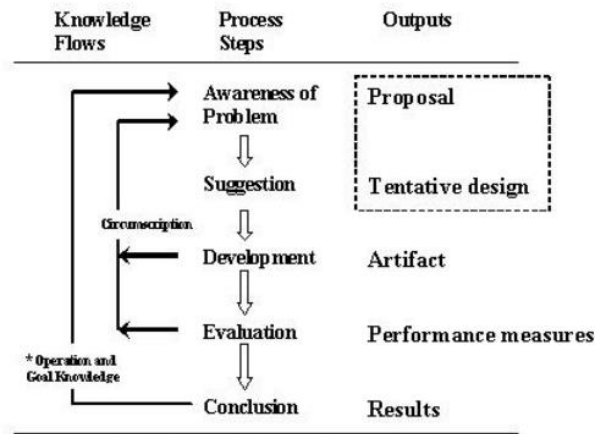 Knowledge Flows
Process Steps
Outputs
Awareness of Problem
Proposal
Suggestion
Tentative design
Circumscription
Development
Artifact
Evaluation
Performance measures
* Operation and
Goal Knowledge
Conclusion
Results